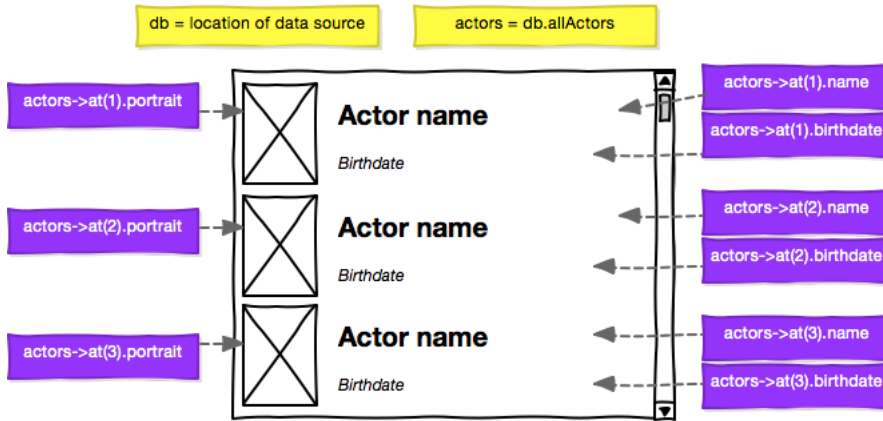 db = location of data source
actors = db.allActors
actors->at(1).portrait
Actor name
Birthdate
actors->at(1).name
actors->at(1).birthdate
actors->at(2).portrait
Actor name
Birthdate
actors->at(2).name
actors->at(2).birthdate
actors->at(3).portrait
Actor name
Birthdate
actors->at(3).name
actors->at(3).birthdate